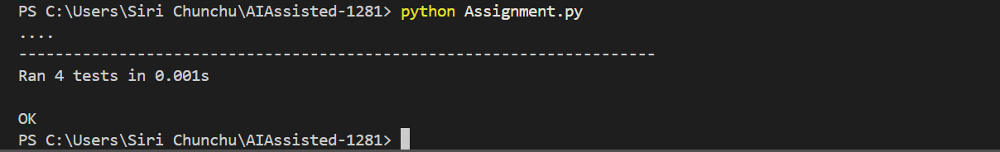 PS C:\Users\Siri Chunchu\AIAssisted-1281> python Assignment.py
....
----------------------------------------------------------------------
Ran 4 tests in 0.001s
OK
PS C:\Users\Siri Chunchu\AIAssisted-1281>